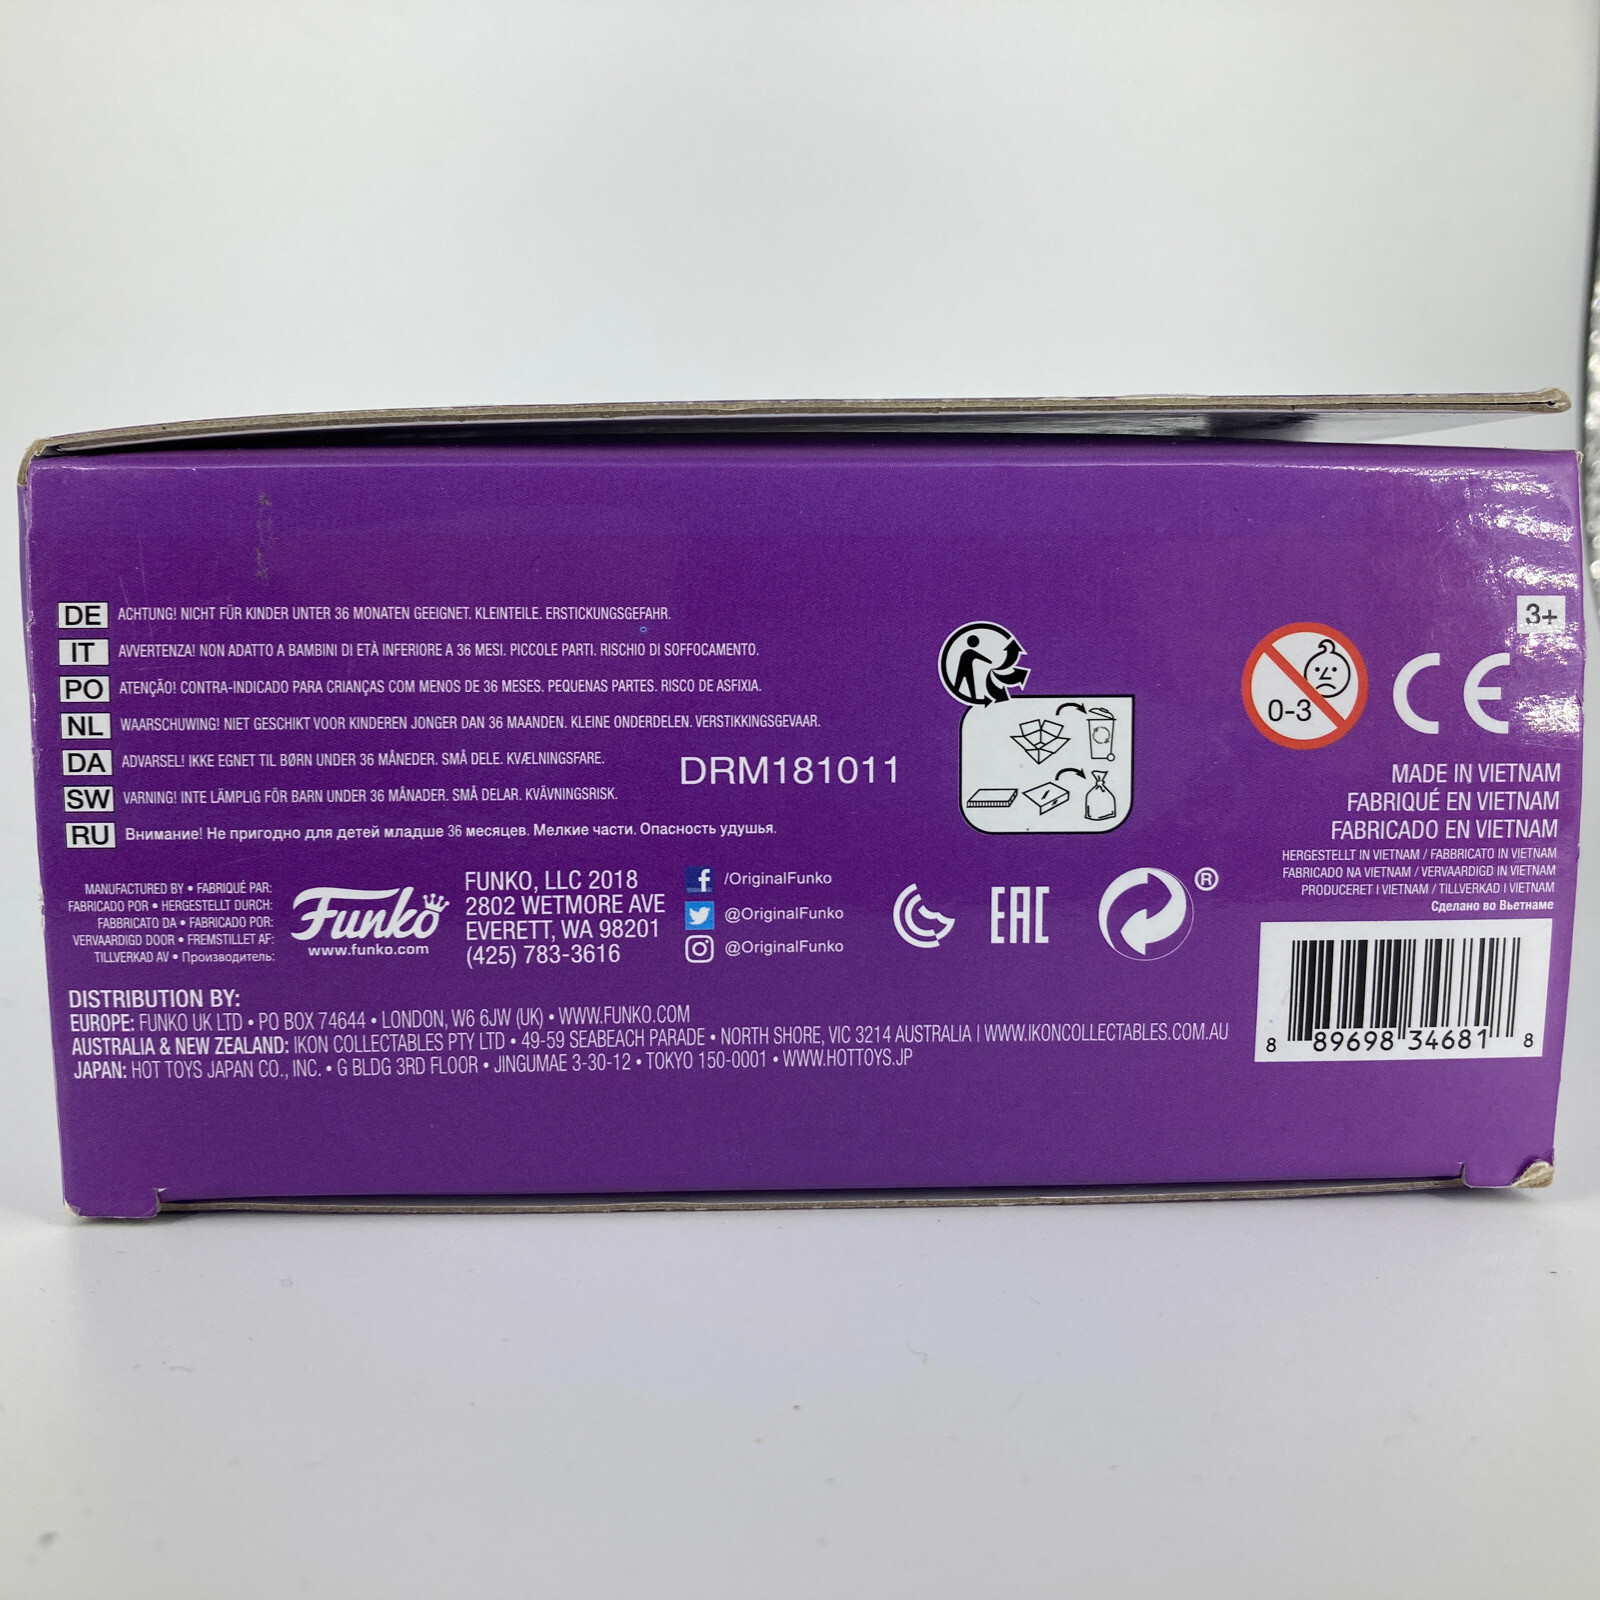 DE ACHTUNG! NICHT FÜR KINDER UNTER 36 MONATEN GEEIGNET. KLEINTEILE. ERSTICKUNGSGEFAHR.
IT AVVERTENZA! NON ADATTO A BAMBINI DI ETÀ INFERIORE A 36 MESI. PICCOLE PARTI. RISCHIO DI SOFFOCAMENTO.
PO ATENÇÃO! CONTRA-INDICADO PARA CRIANÇAS COM MENOS DE 36 MESES. PEQUENAS PARTES. RISCO DE ASFIXIA.
NL WAARSCHUWING! NIET GESCHIKT VOOR KINDEREN JONGER DAN 36 MAANDEN. KLEINE ONDERDELEN. VERSTIKKINGSGEVAAR.
DA ADVARSEL! IKKE EGNET TIL BØRN UNDER 36 MÅNEDER. SMÅ DELE. KVÆLNINGSFARE.
SW VARNING! INTE LÄMPLIG FÖR BARN UNDER 36 MÅNADER. SMÅ DELAR. KVÄVNINGSRISK.
RU Внимание! Не пригодно для детей младше 36 месяцев. Мелкие части. Опасность удушья.
DRM181011
3+
0-3
CE
MADE IN VIETNAM
FABRIQUÉ EN VIETNAM
FABRICADO EN VIETNAM
HERGESTELLT IN VIETNAM / FABBRICATO IN VIETNAM
FABRICADO NA VIETNAM / VERVAARDIGD IN VIETNAM
PRODUCERET I VIETNAM / TILLVERKAD I VIETNAM
Сделано во Вьетнаме
MANUFACTURED BY • FABRIQUÉ PAR:
FABRICADO POR • HERGESTELLT DURCH:
FABBRICATO DA • FABRICADO POR:
VERVAARDIGD DOOR • FREMSTILLET AF:
TILLVERKAD AV • Производитель:
Funko
www.funko.com
FUNKO, LLC 2018
2802 WETMORE AVE
EVERETT, WA 98201
(425) 783-3616
f /OriginalFunko
@OriginalFunko
@OriginalFunko
EAC
®
DISTRIBUTION BY:
EUROPE: FUNKO UK LTD • PO BOX 74644 • LONDON, W6 6JW (UK) • WWW.FUNKO.COM
AUSTRALIA & NEW ZEALAND: IKON COLLECTABLES PTY LTD • 49-59 SEABEACH PARADE • NORTH SHORE, VIC 3214 AUSTRALIA | WWW.IKONCOLLECTABLES.COM.AU
JAPAN: HOT TOYS JAPAN CO., INC. • G BLDG 3RD FLOOR • JINGUMAE 3-30-12 • TOKYO 150-0001 • WWW.HOTTOYS.JP
8 89698 34681 8